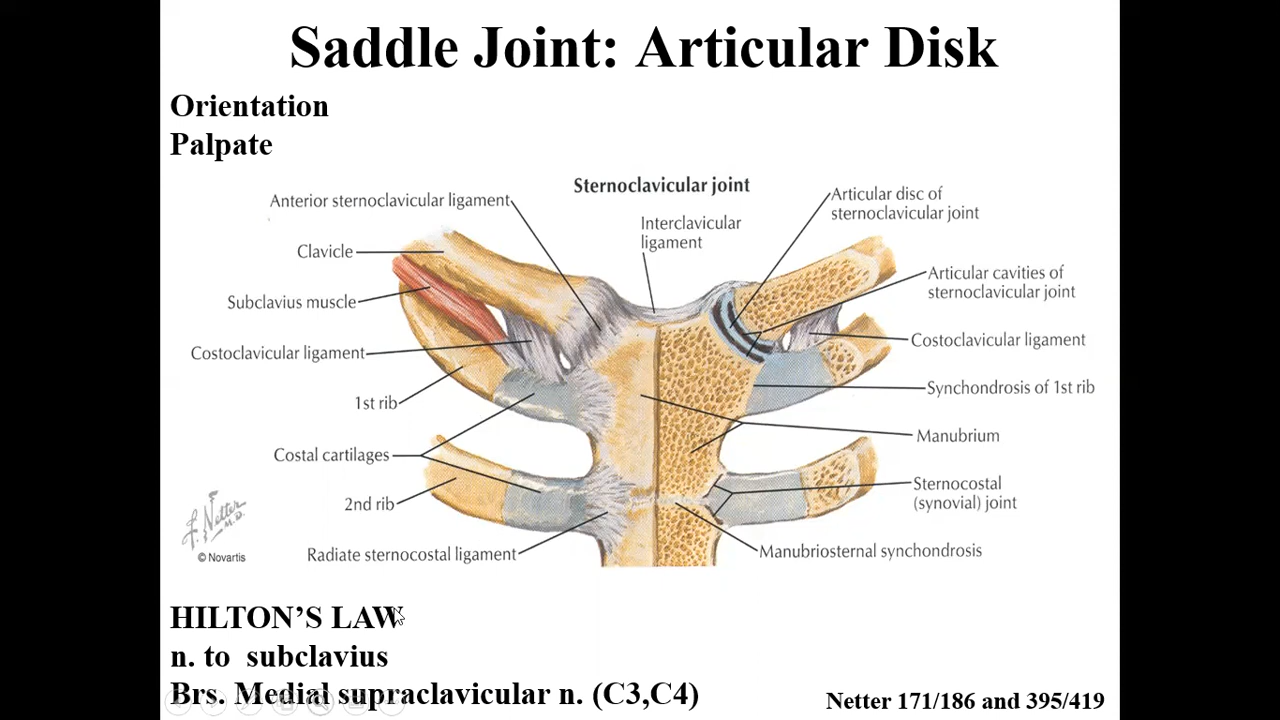 Saddle Joint: Articular Disk
Orientation
Palpate
Sternoclavicular joint
Anterior sternoclavicular ligament
Clavicle
Subclavius muscle
Costoclavicular ligament
1st rib
Costal cartilages
2nd rib
Radiate sternocostal ligament
Interclavicular
ligament
Articular disc of
sternoclavicular joint
Articular cavities of
sternoclavicular joint
Costoclavicular ligament
Synchondrosis of 1st rib
Manubrium
Sternocostal
(synovial) joint
Manubriosternal synchondrosis
F. Netter
M.D.
© Novartis
HILTON’S LAW
n. to subclavius
Brs. Medial supraclavicular n. (C3,C4)
Netter 171/186 and 395/419